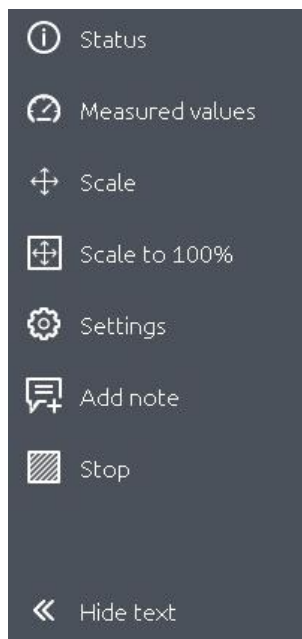 Status
Measured values
Scale
Scale to 100%
Settings
Add note
Stop
Hide text